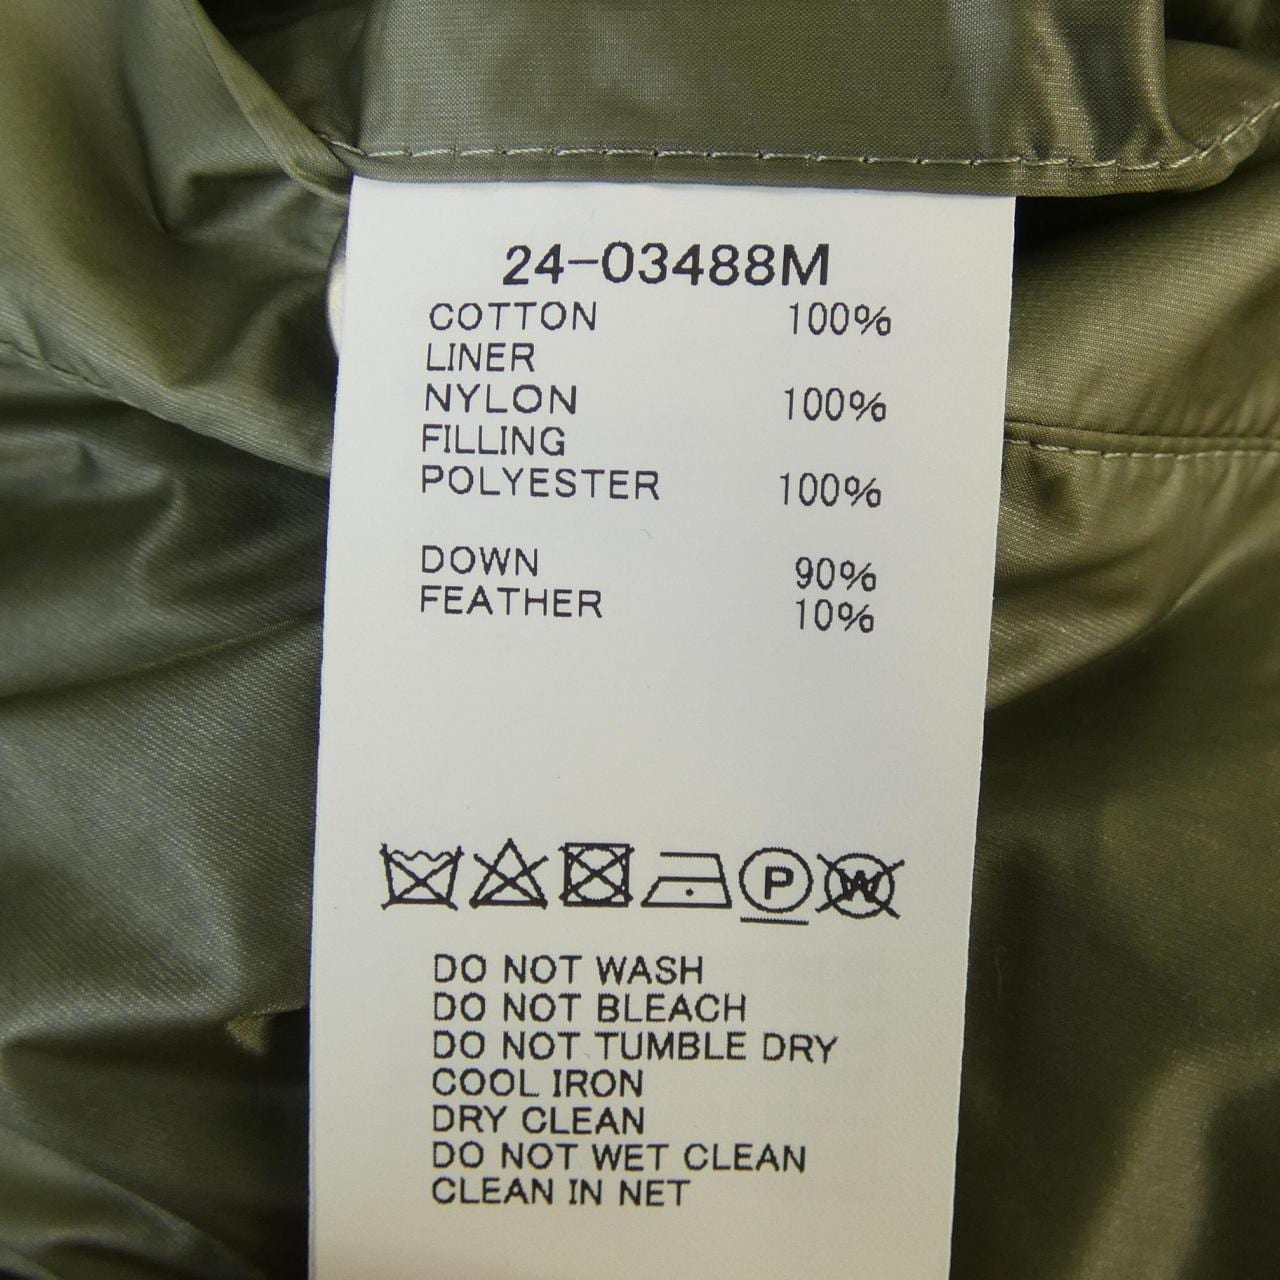 24-03488M
COTTON 100%
LINER
NYLON 100%
FILLING
POLYESTER 100%
DOWN 90%
FEATHER 10%
P W
DO NOT WASH
DO NOT BLEACH
DO NOT TUMBLE DRY
COOL IRON
DRY CLEAN
DO NOT WET CLEAN
CLEAN IN NET